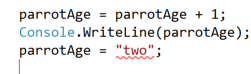 parrotAge = parrotAge + 1;
Console.WriteLine(parrotAge);
parrotAge = "two";